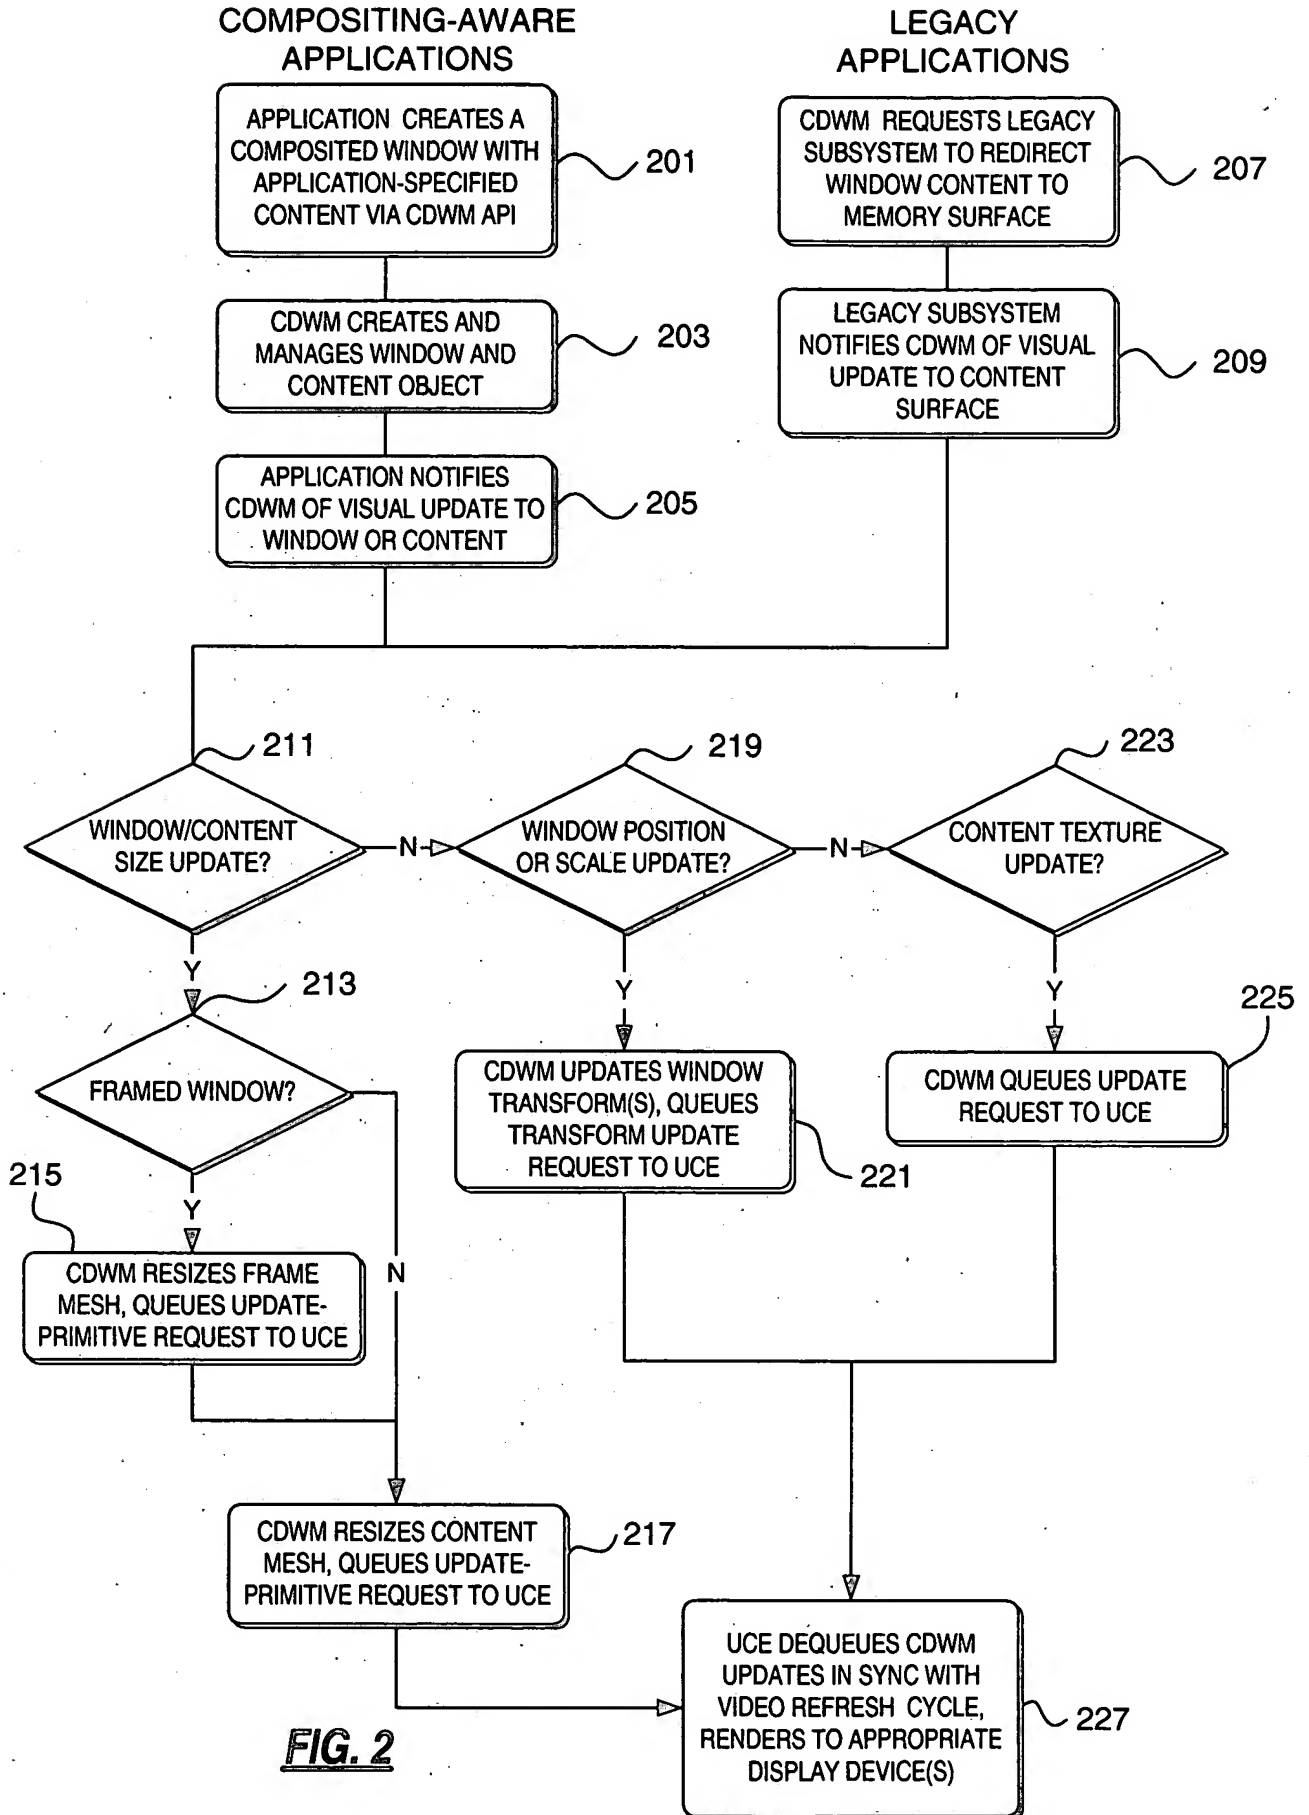 COMPOSITING-AWARE
APPLICATIONS
APPLICATION CREATES A
COMPOSITED WINDOW WITH
APPLICATION-SPECIFIED
CONTENT VIA CDWM API
201
CDWM CREATES AND
MANAGES WINDOW AND
CONTENT OBJECT
203
APPLICATION NOTIFIES
CDWM OF VISUAL UPDATE TO
WINDOW OR CONTENT
205
LEGACY
APPLICATIONS
CDWM REQUESTS LEGACY
SUBSYSTEM TO REDIRECT
WINDOW CONTENT TO
MEMORY SURFACE
207
LEGACY SUBSYSTEM
NOTIFIES CDWM OF VISUAL
UPDATE TO CONTENT
SURFACE
209
211
WINDOW/CONTENT
SIZE UPDATE?
N
219
WINDOW POSITION
OR SCALE UPDATE?
N
223
CONTENT TEXTURE
UPDATE?
Y
Y
Y
213
FRAMED WINDOW?
CDWM UPDATES WINDOW
TRANSFORM(S), QUEUES
TRANSFORM UPDATE
REQUEST TO UCE
221
225
CDWM QUEUES UPDATE
REQUEST TO UCE
215
Y
N
CDWM RESIZES FRAME
MESH, QUEUES UPDATE-
PRIMITIVE REQUEST TO UCE
CDWM RESIZES CONTENT
MESH, QUEUES UPDATE-
PRIMITIVE REQUEST TO UCE
217
UCE DEQUEUES CDWM
UPDATES IN SYNC WITH
VIDEO REFRESH CYCLE,
RENDERS TO APPROPRIATE
DISPLAY DEVICE(S)
227
FIG. 2